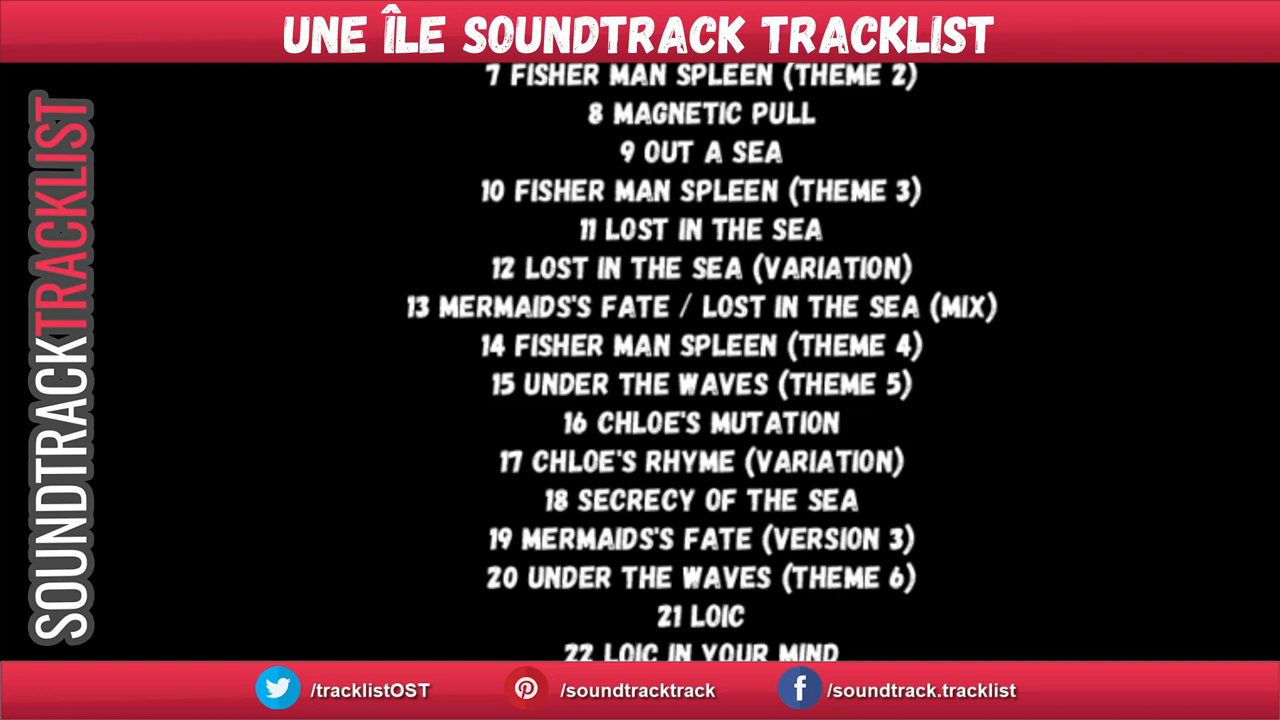 UNE ÎLE SOUNDTRACK TRACKLIST
7 FISHER MAN SPLEEN (THEME 2)
8 MAGNETIC PULL
9 OUT A SEA
10 FISHER MAN SPLEEN (THEME 3)
11 LOST IN THE SEA
12 LOST IN THE SEA (VARIATION)
13 MERMAIDS'S FATE / LOST IN THE SEA (MIX)
14 FISHER MAN SPLEEN (THEME 4)
15 UNDER THE WAVES (THEME 5)
16 CHLOE'S MUTATION
17 CHLOE'S RHYME (VARIATION)
18 SECRECY OF THE SEA
19 MERMAIDS'S FATE (VERSION 3)
20 UNDER THE WAVES (THEME 6)
21 LOIC
22 LOIC IN YOUR MIND
SOUNDTRACKTRACKLIST
/tracklistOST
/soundtracktrack
/soundtrack.tracklist